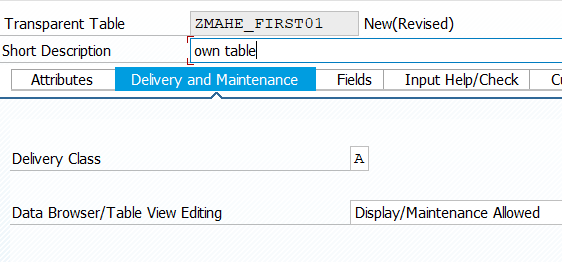 Transparent Table ZMAHE_FIRST01 New(Revised)
Short Description own table
Attributes Delivery and Maintenance Fields Input Help/Check
Delivery Class A
Data Browser/Table View Editing Display/Maintenance Allowed